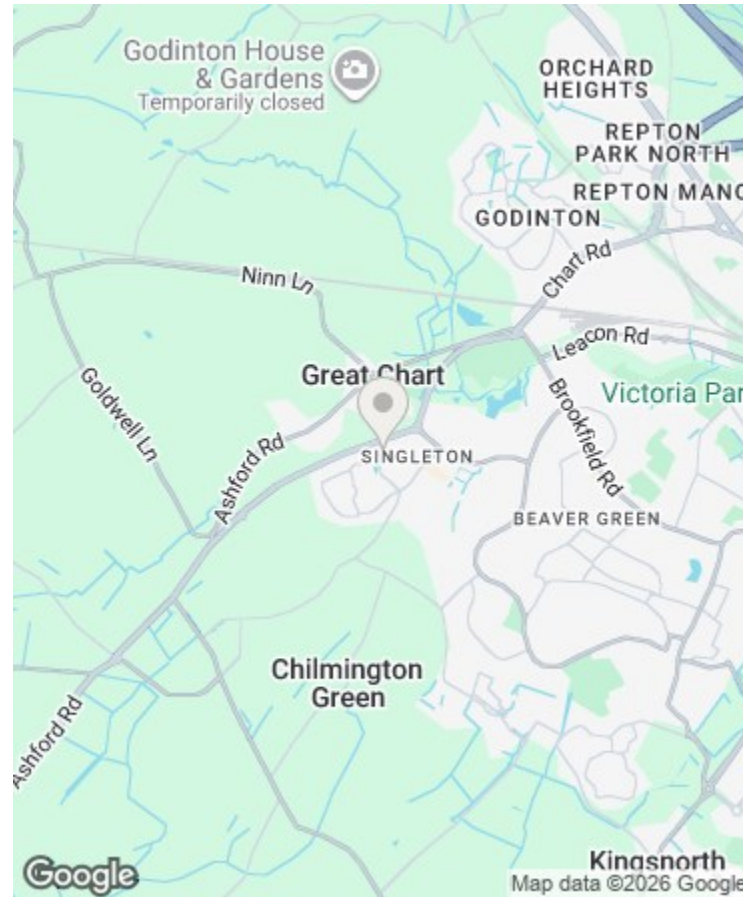 Godinton House
& Gardens
Temporarily closed
ORCHARD
HEIGHTS
REPTON
PARK NORTH
REPTON MANO
GODINTON
Chart Rd
Ninn Ln
Leacon Rd
Great Chart
Victoria Par
Goldwell Ln
Brookfield Rd
Ashford Rd
SINGLETON
BEAVER GREEN
Chilmington
Green
Ashford Rd
Kingsnorth
Google
Map data ©2026 Google